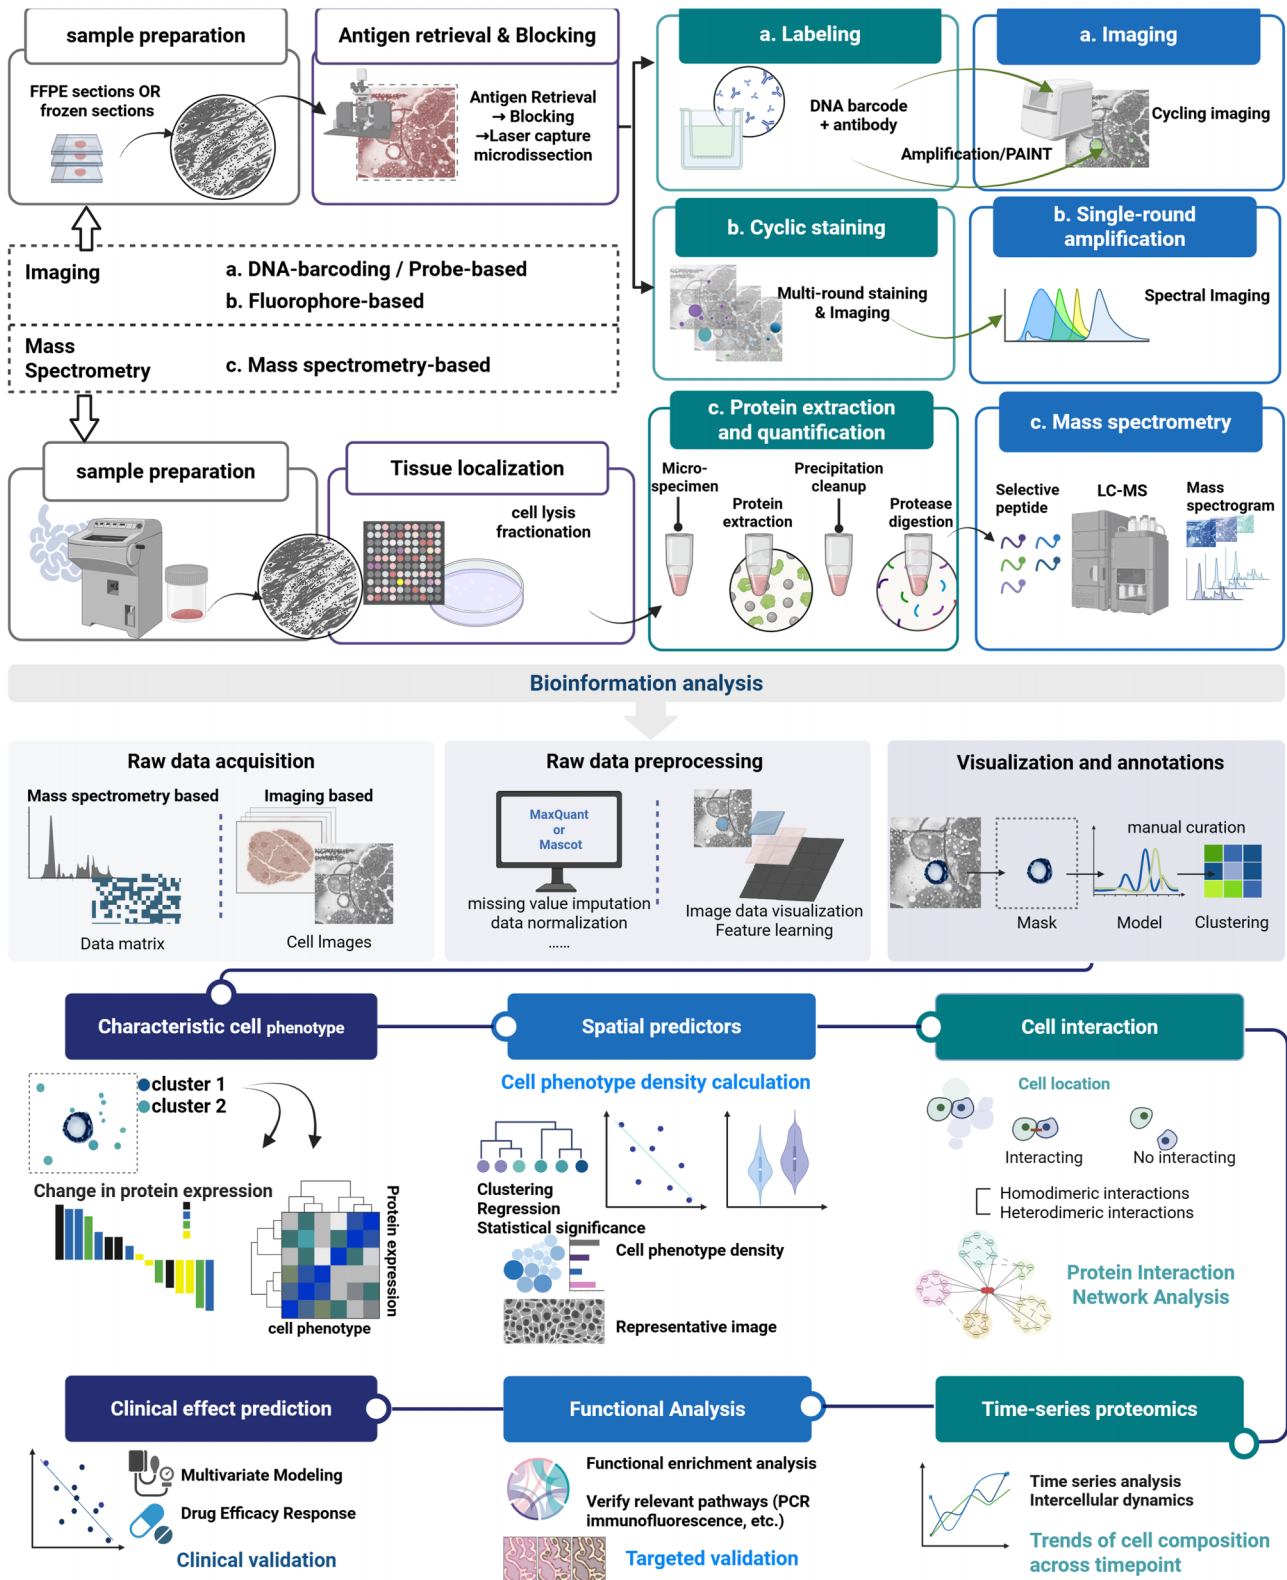 sample preparation
FFPE sections OR
frozen sections
Antigen retrieval & Blocking
Antigen Retrieval
→ Blocking
→Laser capture
microdissection
a. Labeling
DNA barcode
+ antibody
Amplification/PAINT
a. Imaging
Cycling imaging
b. Cyclic staining
Multi-round staining
& Imaging
b. Single-round
amplification
Spectral Imaging
Imaging
a. DNA-barcoding / Probe-based
b. Fluorophore-based
Mass
Spectrometry
c. Mass spectrometry-based
sample preparation
Tissue localization
cell lysis
fractionation
c. Protein extraction
and quantification
Micro-
specimen
Protein
extraction
Precipitation
cleanup
Protease
digestion
c. Mass spectrometry
Selective
peptide
LC-MS
Mass
spectrogram
Bioinformation analysis
Raw data acquisition
Mass spectrometry based
Imaging based
Data matrix
Cell Images
Raw data preprocessing
MaxQuant
or
Mascot
missing value imputation
data normalization
......
Image data visualization
Feature learning
Visualization and annotations
manual curation
Mask
Model
Clustering
Characteristic cell phenotype
cluster 1
cluster 2
Change in protein expression
Protein expression
cell phenotype
Spatial predictors
Cell phenotype density calculation
Clustering
Regression
Statistical significance
Cell phenotype density
Representative image
Cell interaction
Cell location
Interacting
No interacting
Homodimeric interactions
Heterodimeric interactions
Protein Interaction
Network Analysis
Clinical effect prediction
Multivariate Modeling
Drug Efficacy Response
Clinical validation
Functional Analysis
Functional enrichment analysis
Verify relevant pathways (PCR
immunofluorescence, etc.)
Targeted validation
Time-series proteomics
Time series analysis
Intercellular dynamics
Trends of cell composition
across timepoint